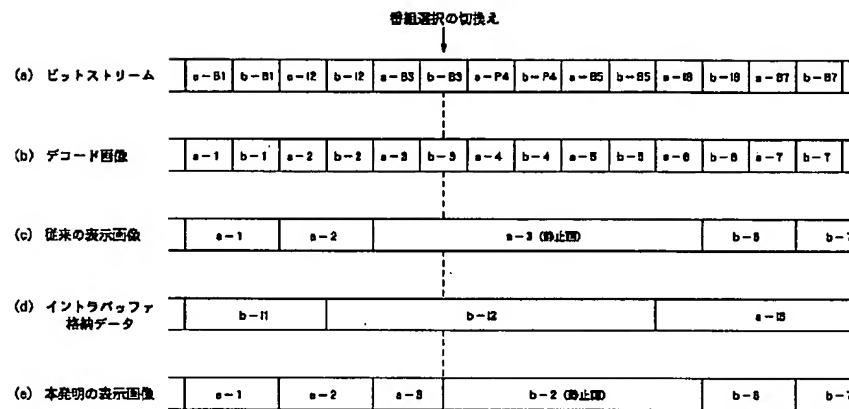 番組選択の切換え
(a) ビットストリーム a-B1 b-B1 a-I2 b-I2 a-B3 b-B3 a-P4 b-P4 a-B5 b-B5 a-I6 b-I6 a-B7 b-B7
(b) デコード画像 a-1 b-1 a-2 b-2 a-3 b-3 a-4 b-4 a-5 b-5 a-6 b-6 a-7 b-7
(c) 従来の表示画像 a-1 a-2 a-3 (静止画) b-6 b-7
(d) イントラバッファ b-I1 b-I2 a-I6
格納データ
(e) 本発明の表示画像 a-1 a-2 a-3 b-2 (静止画) b-6 b-7